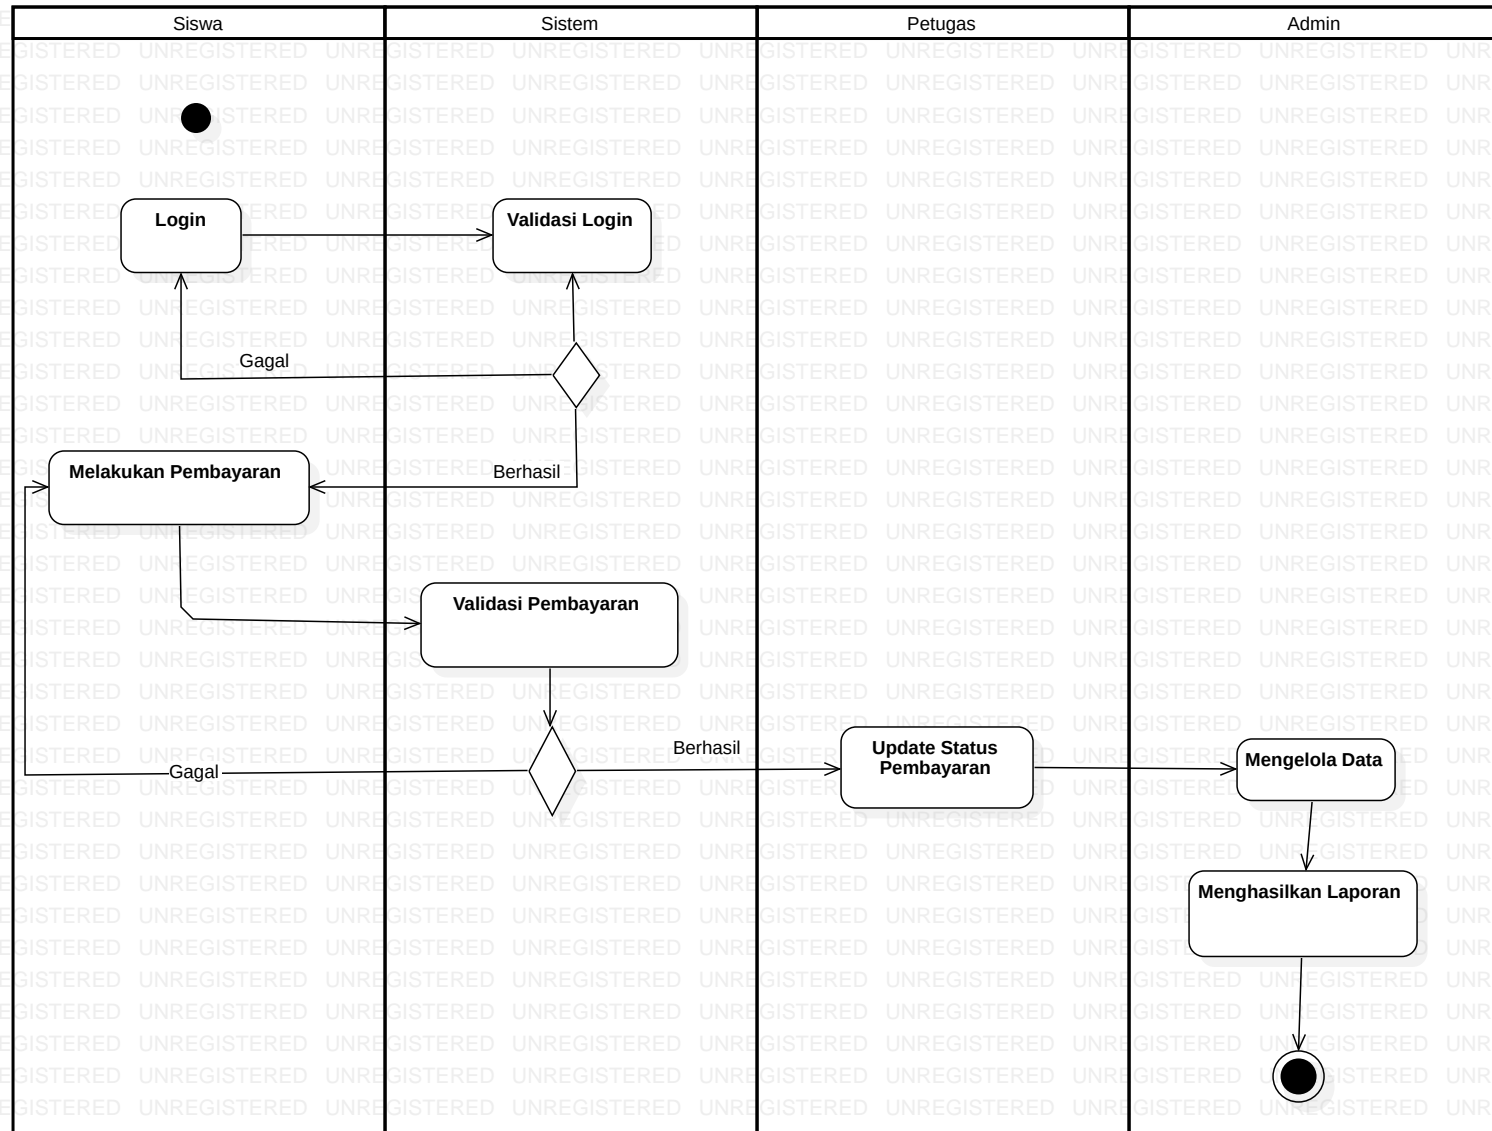 Siswa
Sistem
Petugas
Admin
Login
Validasi Login
Gagal
Melakukan Pembayaran
Berhasil
Validasi Pembayaran
Gagal
Berhasil
Update Status
Pembayaran
Mengelola Data
Menghasilkan Laporan
UNREGISTERED